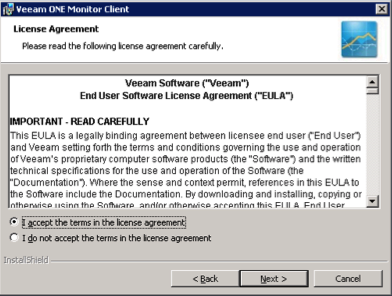 Veeam ONE Monitor Client
License Agreement
Please read the following license agreement carefully.
Veeam Software ("Veeam")
End User Software License Agreement ("EULA")
IMPORTANT - READ CAREFULLY
This EULA is a legally binding agreement between licensee end user ("End User")
and Veeam setting forth the terms and conditions governing the use and operation
of Veeam's proprietary computer software products (the "Software") and the written
technical specifications for the use and operation of the Software (the
"Documentation"). Where the sense and context permit, references in this EULA to
the Software include the Documentation. By downloading and installing, copying or
otherwise using the Software, and/or otherwise accepting this EULA, End User
I accept the terms in the license agreement
I do not accept the terms in the license agreement
InstallShield
< Back
Next >
Cancel